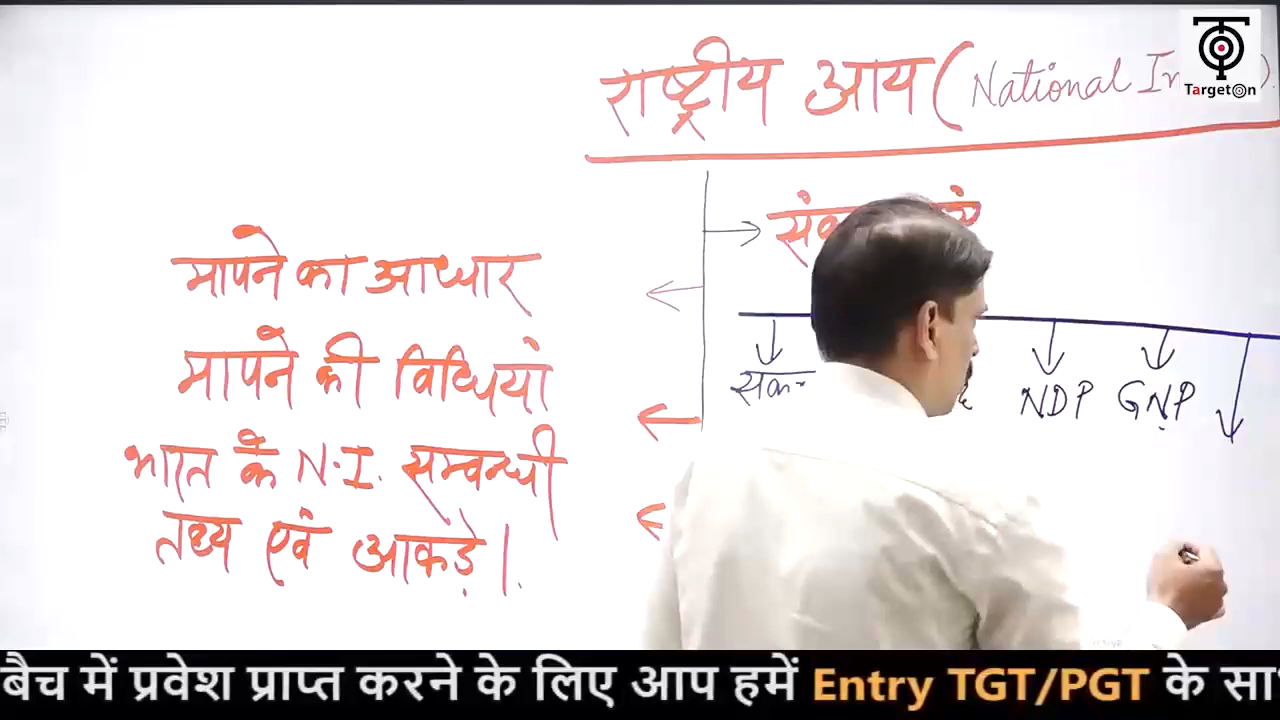 राष्ट्रीय आय (National
TargetOn
मापने का आधार
मापने की विधियां
NDP GNP
भारत के N.I. सम्बन्धी
तथ्य एवं आकड़े।
बैच में प्रवेश प्राप्त करने के लिए आप हमें Entry TGT/PGT के